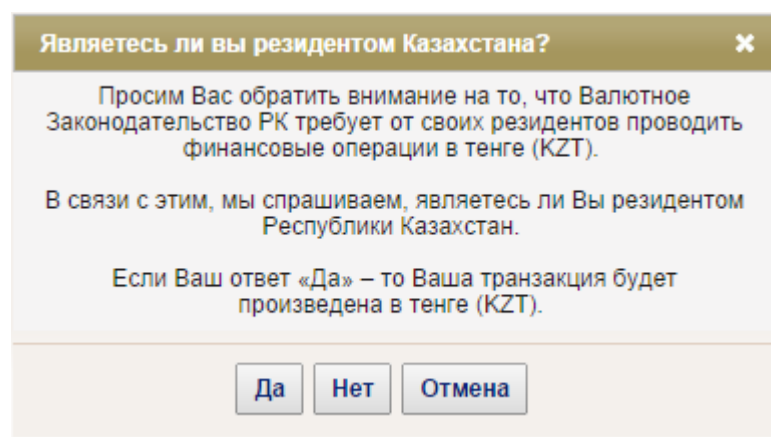 Являетесь ли вы резидентом Казахстана?
Просим Вас обратить внимание на то, что Валютное
Законодательство РК требует от своих резидентов проводить
финансовые операции в тенге (KZT).
В связи с этим, мы спрашиваем, являетесь ли Вы резидентом
Республики Казахстан.
Если Ваш ответ «Да» – то Ваша транзакция будет
произведена в тенге (KZT).
Да Нет Отмена